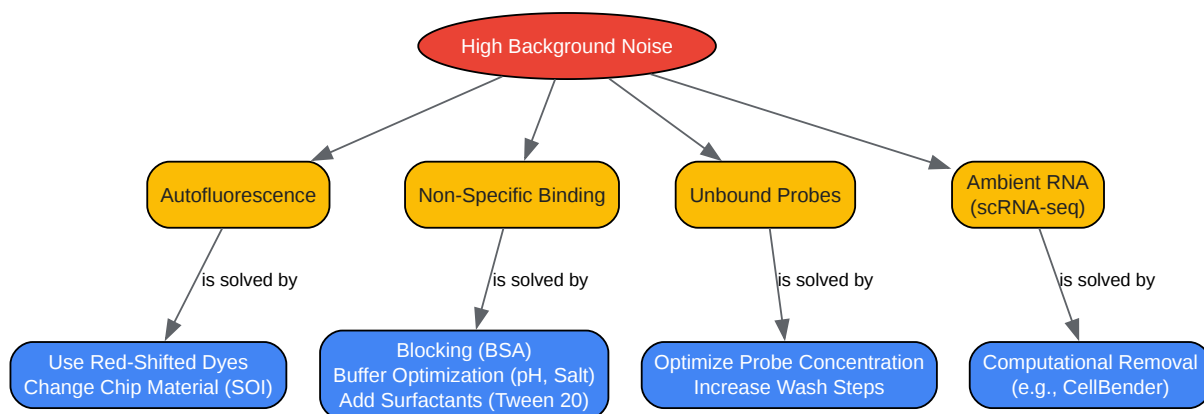 High Background Noise
Autofluorescence
Non-Specific Binding
Unbound Probes
Ambient RNA
(scRNA-seq)
is solved by
is solved by
is solved by
is solved by
Use Red-Shifted Dyes
Change Chip Material (SOI)
Blocking (BSA)
Buffer Optimization (pH, Salt)
Add Surfactants (Tween 20)
Optimize Probe Concentration
Increase Wash Steps
Computational Removal
(e.g., CellBender)